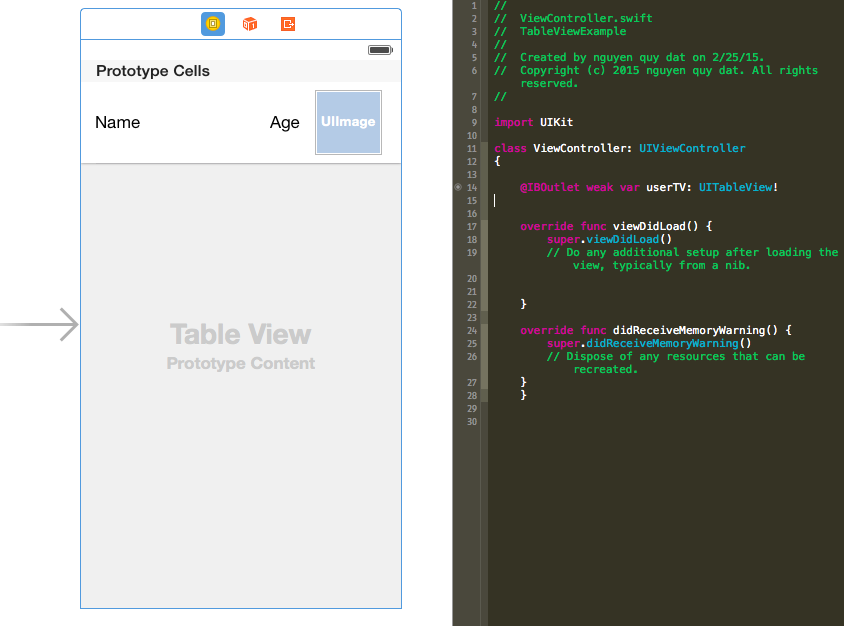 Prototype Cells
Name
Age
UIImage
Table View
Prototype Content
1 //
2 //  ViewController.swift
3 //  TableViewExample
4 //
5 //  Created by nguyen quy dat on 2/25/15.
6 //  Copyright (c) 2015 nguyen quy dat. All rights
reserved.
7 //
8
9 import UIKit
10
11 class ViewController: UIViewController
12 {
13
14 @IBOutlet weak var userTV: UITableView!
15
16
17 override func viewDidLoad() {
18 super.viewDidLoad()
19 // Do any additional setup after loading the
view, typically from a nib.
20
21
22 }
23
24 override func didReceiveMemoryWarning() {
25 super.didReceiveMemoryWarning()
26 // Dispose of any resources that can be
recreated.
27 }
28 }
29
30